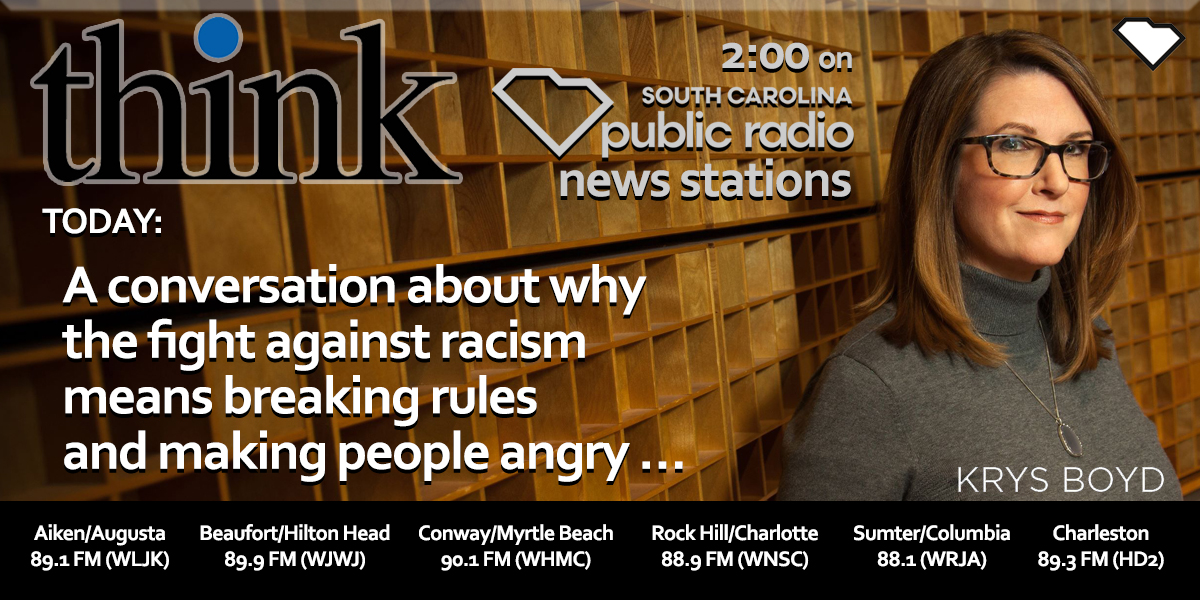 think
2:00 on
SOUTH CAROLINA
public radio
news stations
TODAY:
A conversation about why
the fight against racism
means breaking rules
and making people angry ...
KRYS BOYD
Aiken/Augusta
89.1 FM (WLJK)
Beaufort/Hilton Head
89.9 FM (WJWJ)
Conway/Myrtle Beach
90.1 FM (WHMC)
Rock Hill/Charlotte
88.9 FM (WNSC)
Sumter/Columbia
88.1 (WRJA)
Charleston
89.3 FM (HD2)